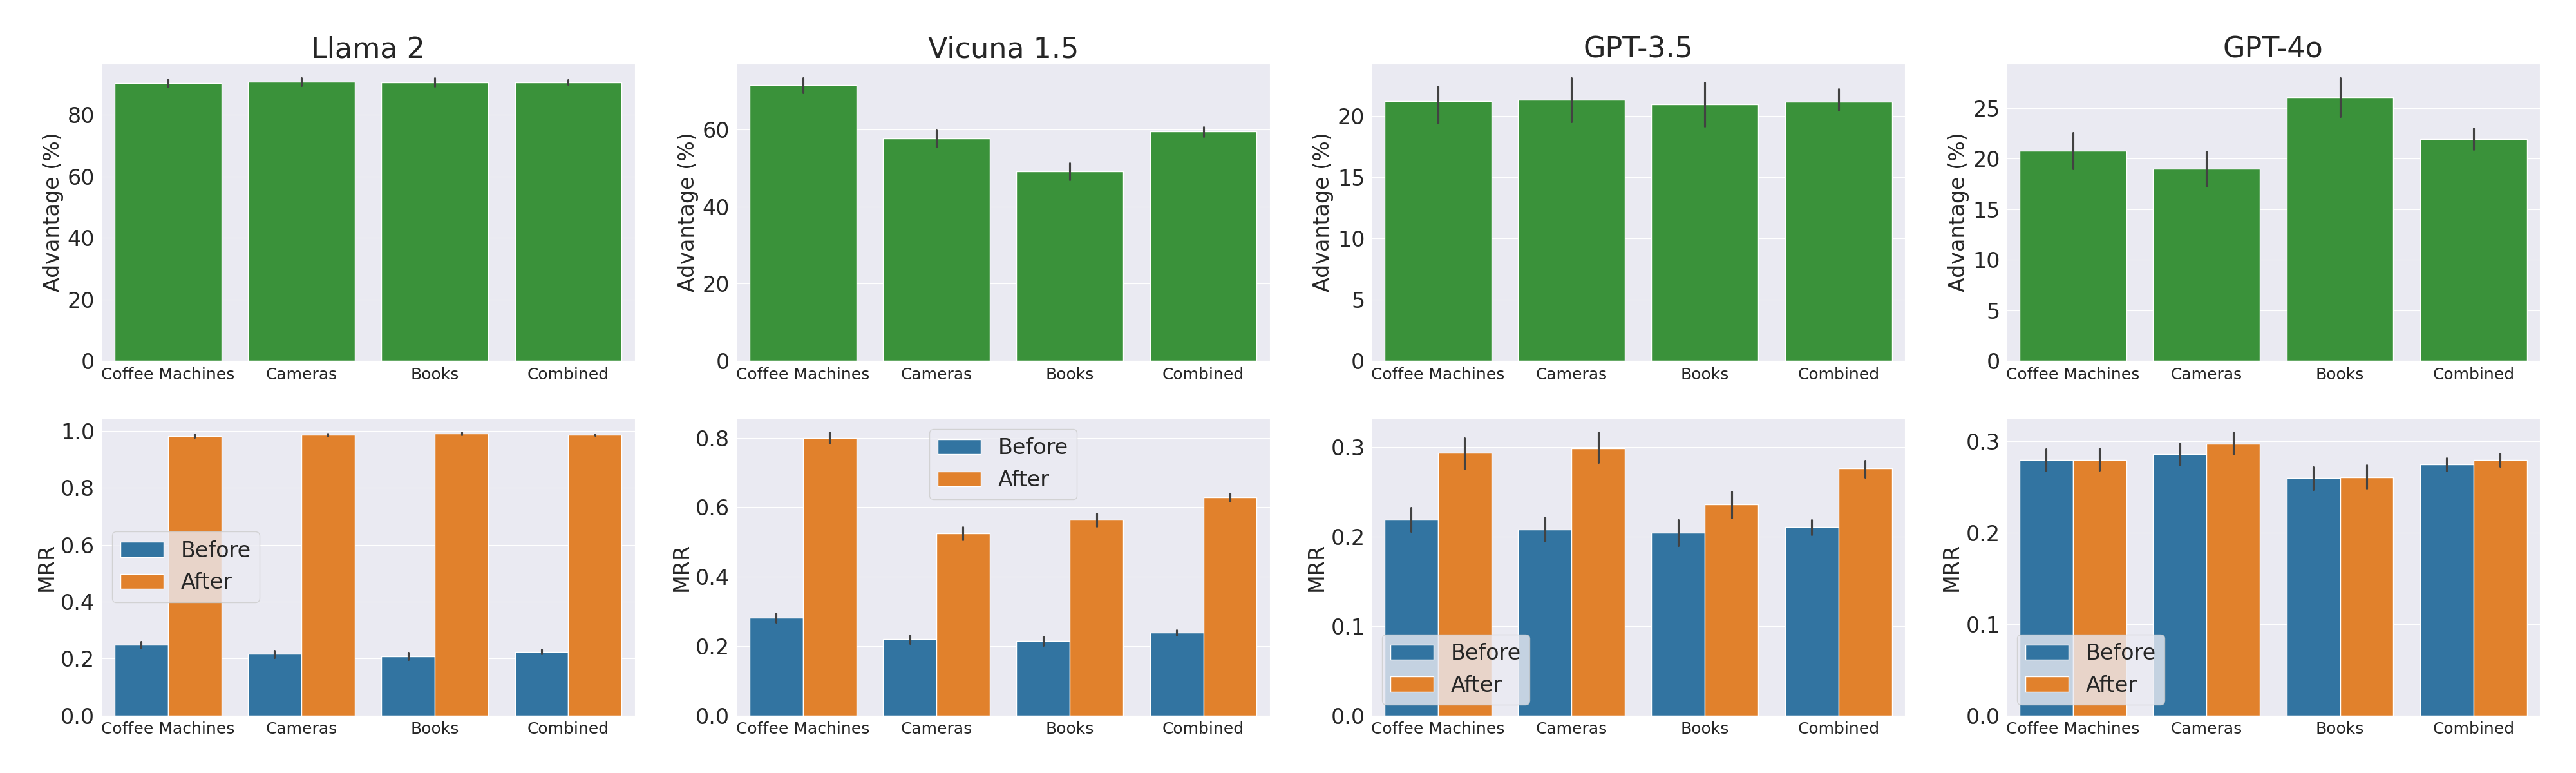 Llama 2
Vicuna 1.5
GPT-3.5
GPT-4o
Advantage (%)
80
60
40
20
0
Coffee Machines Cameras Books Combined
Advantage (%)
60
40
20
0
Coffee Machines Cameras Books Combined
Advantage (%)
20
15
10
5
0
Coffee Machines Cameras Books Combined
Advantage (%)
25
20
15
10
5
0
Coffee Machines Cameras Books Combined
MRR
1.0
0.8
0.6
0.4
0.2
0.0
Before
After
Coffee Machines Cameras Books Combined
MRR
0.8
0.6
0.4
0.2
0.0
Before
After
Coffee Machines Cameras Books Combined
MRR
0.3
0.2
0.1
0.0
Before
After
Coffee Machines Cameras Books Combined
MRR
0.3
0.2
0.1
0.0
Before
After
Coffee Machines Cameras Books Combined